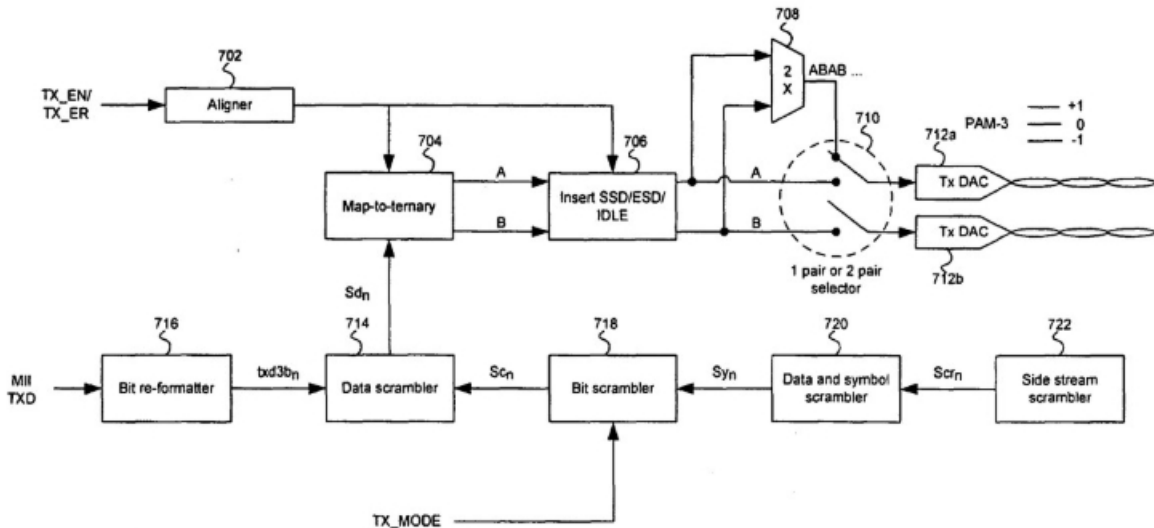 708
702
2
X
ABAB ...
TX_EN/
TX_ER
Aligner
PAM-3
+1
0
-1
710
712a
704
706
Tx DAC
A
A
Map-to-ternary
Insert SSD/ESD/
IDLE
B
B
Tx DAC
712b
1 pair or 2 pair
selector
Sdn
716
714
718
720
722
MII
TXD
Bit re-formatter
txd3bn
Data scrambler
Scn
Bit scrambler
Syn
Data and symbol
scrambler
Scrn
Side stream
scrambler
TX_MODE